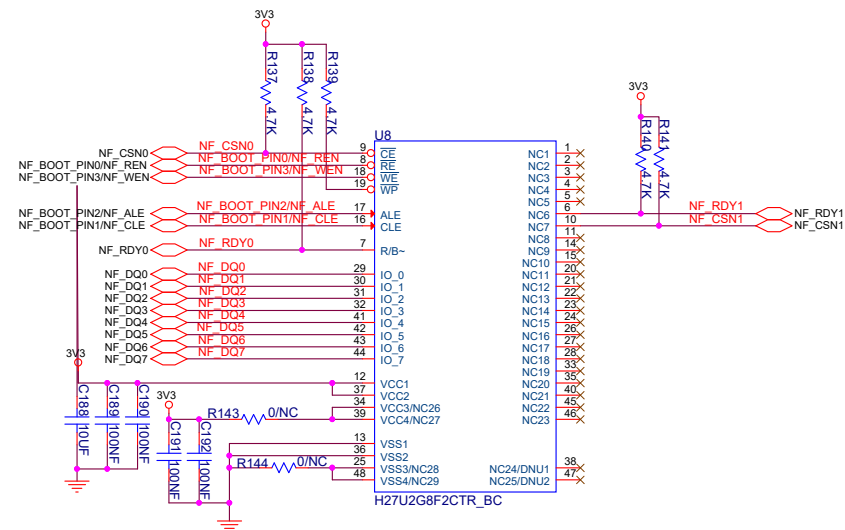 3V3
R137
4.7K
R138
4.7K
R139
4.7K
3V3
R140
4.7K
R141
4.7K
U8
NF_CSN0
NF_CSN0
9
CE
NF_BOOT_PIN0/NF_REN
NF_BOOT_PIN0/NF_REN
8
RE
NF_BOOT_PIN3/NF_WEN
NF_BOOT_PIN3/NF_WEN
18
WE
19
WP
NF_BOOT_PIN2/NF_ALE
NF_BOOT_PIN2/NF_ALE
17
ALE
NF_BOOT_PIN1/NF_CLE
NF_BOOT_PIN1/NF_CLE
16
CLE
NF_RDY0
NF_RDY0
7
R/B~
NF_DQ0
NF_DQ0
29
IO_0
NF_DQ1
NF_DQ1
30
IO_1
NF_DQ2
NF_DQ2
31
IO_2
NF_DQ3
NF_DQ3
32
IO_3
NF_DQ4
NF_DQ4
41
IO_4
NF_DQ5
NF_DQ5
42
IO_5
NF_DQ6
NF_DQ6
43
IO_6
NF_DQ7
NF_DQ7
44
IO_7
3V3
12
VCC1
37
VCC2
34
VCC3/NC26
39
VCC4/NC27
13
VSS1
36
VSS2
25
VSS3/NC28
48
VSS4/NC29
C188
10UF
C189
100NF
C190
100NF
3V3
C191
100NF
C192
100NF
R143
0/NC
R144
0/NC
NC1
1
NC2
2
NC3
3
NC4
4
NC5
5
NC6
6
NF_RDY1
NF_RDY1
NC7
10
NF_CSN1
NF_CSN1
NC8
11
NC9
14
NC10
15
NC11
20
NC12
21
NC13
22
NC14
23
NC15
24
NC16
26
NC17
27
NC18
28
NC19
33
NC20
35
NC21
40
NC22
45
NC23
46
NC24/DNU1
38
NC25/DNU2
47
H27U2G8F2CTR_BC